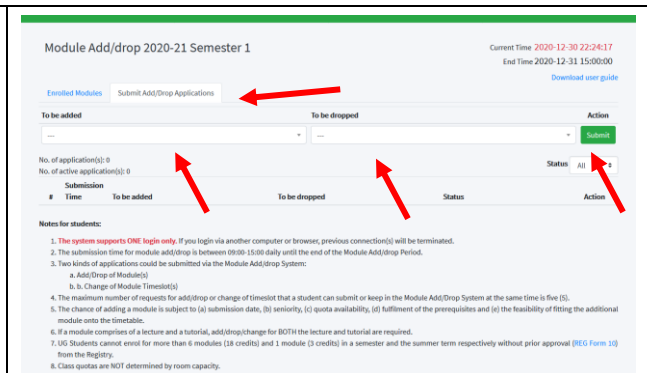 Module Add/drop 2020-21 Semester 1
Current Time 2020-12-30 22:24:17
End Time 2020-12-31 15:00:00
Download user guide
Enrolled Modules Submit Add/Drop Applications
To be added To be dropped Action
--- --- Submit
No. of application(s): 0
No. of active application(s): 0
Status All
# Submission Time To be added To be dropped Status Action
Notes for students:
1. The system supports ONE login only. If you login via another computer or browser, previous connection(s) will be terminated.
2. The submission time for module add/drop is between 09:00-15:00 daily until the end of the Module Add/drop Period.
3. Two kinds of applications could be submitted via the Module Add/drop System:
a. Add/Drop of Module(s)
b. b. Change of Module Timeslot(s)
4. The maximum number of requests for add/drop or change of timeslot that a student can submit or keep in the Module Add/Drop System at the same time is five (5).
5. The chance of adding a module is subject to (a) submission date, (b) seniority, (c) quota availability, (d) fulfilment of the prerequisites and (e) the feasibility of fitting the additional
module onto the timetable.
6. If a module comprises of a lecture and a tutorial, add/drop/change for BOTH the lecture and tutorial are required.
7. UG Students cannot enrol for more than 6 modules (18 credits) and 1 module (3 credits) in a semester and the summer term respectively without prior approval (REG Form 10)
from the Registry.
8. Class quotas are NOT determined by room capacity.